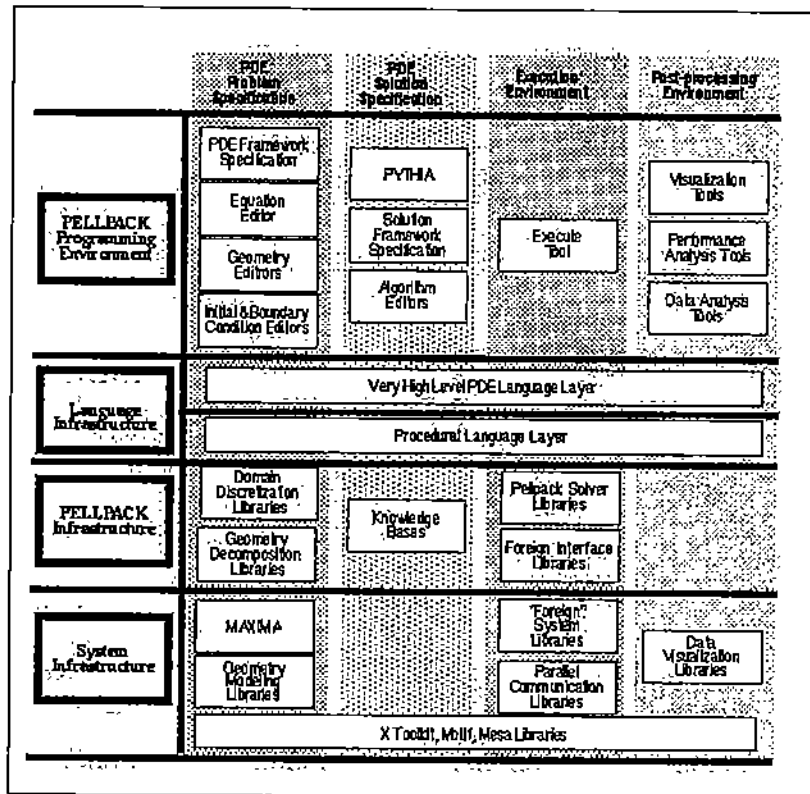 PDE
Problem
Specification
PDE
Solution
Specification
Execution
Environment
Post-processing
Environment
PELLPACK
Programming
Environment
PDE Framework
Specification
Equation
Editor
Geometry
Editors
Initial & Boundary
Condition Editors
PYTHIA
Solution
Framework
Specification
Algorithm
Editors
Execute
Tool
Visualization
Tools
Performance
Analysis Tools
Data Analysis
Tools
Language
Infrastructure
Very High Level PDE Language Layer
Procedural Language Layer
PELLPACK
Infrastructure
Domain
Discretization
Libraries
Geometry
Decomposition
Libraries
Knowledge
Bases
Pellpack Solver
Libraries
Foreign Interface
Libraries
System
Infrastructure
MAXIMA
Geometry
Modeling
Libraries
"Foreign"
System
Libraries
Parallel
Communication
Libraries
Data
Visualization
Libraries
X Toolkit, Motif, Mesa Libraries